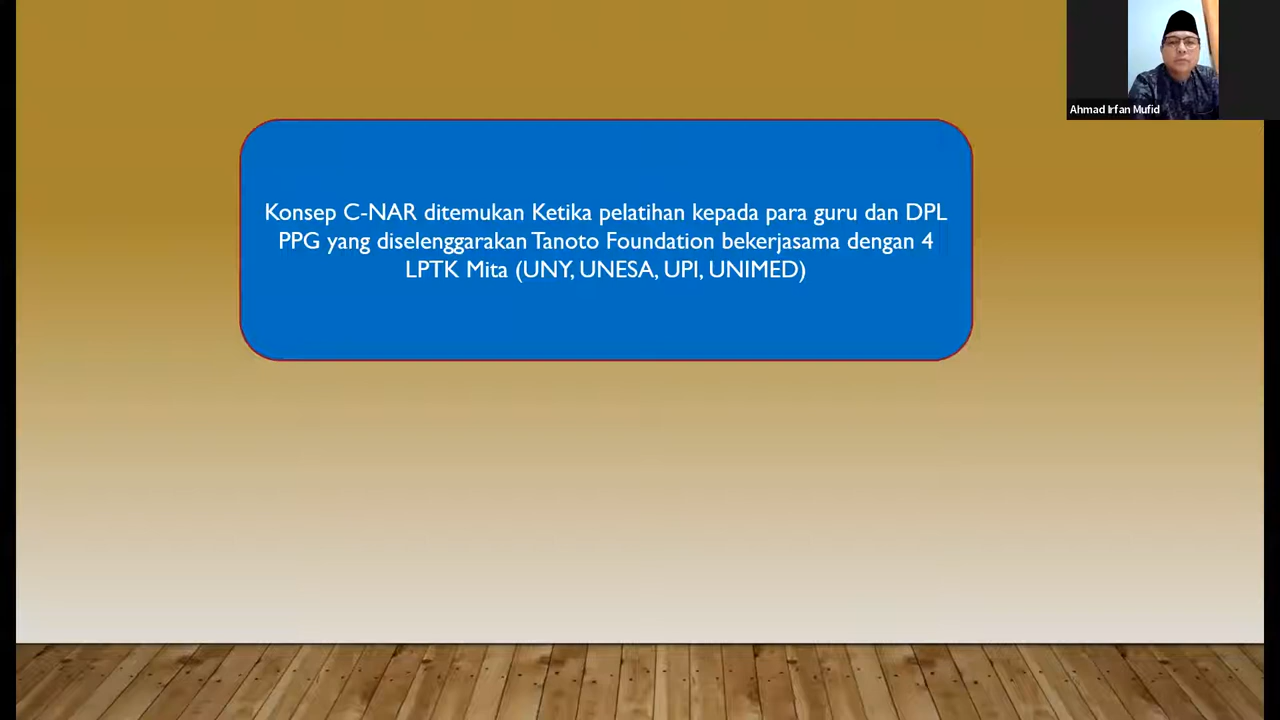 Ahmad Irfan Mufid
Konsep C-NAR ditemukan Ketika pelatihan kepada para guru dan DPL
PPG yang diselenggarakan Tanoto Foundation bekerjasama dengan 4
LPTK Mita (UNY, UNESA, UPI, UNIMED)